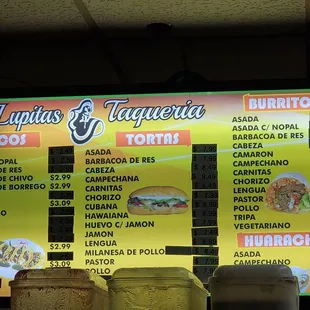 Lupitas Taqueria
COS
OPAL
DE RES
DE CHIVO $2.99
DE BORREGO $2.99
$3.09
$2.99
$3.09
TORTAS
ASADA
BARBACOA DE RES
CABEZA
CAMPECHANA
CARNITAS
CHORIZO
CUBANA
HAWAIANA
HUEVO C/ JAMON
JAMON
LENGUA
MILANESA DE POLLO
PASTOR
POLLO
BURRITO
ASADA
ASADA C/ NOPAL
BARBACOA DE RES
CABEZA
CAMARON
CAMPECHANO
CARNITAS
CHORIZO
LENGUA
PASTOR
POLLO
TRIPA
VEGETARIANO
HUARACH
ASADA
CAMPECHANO